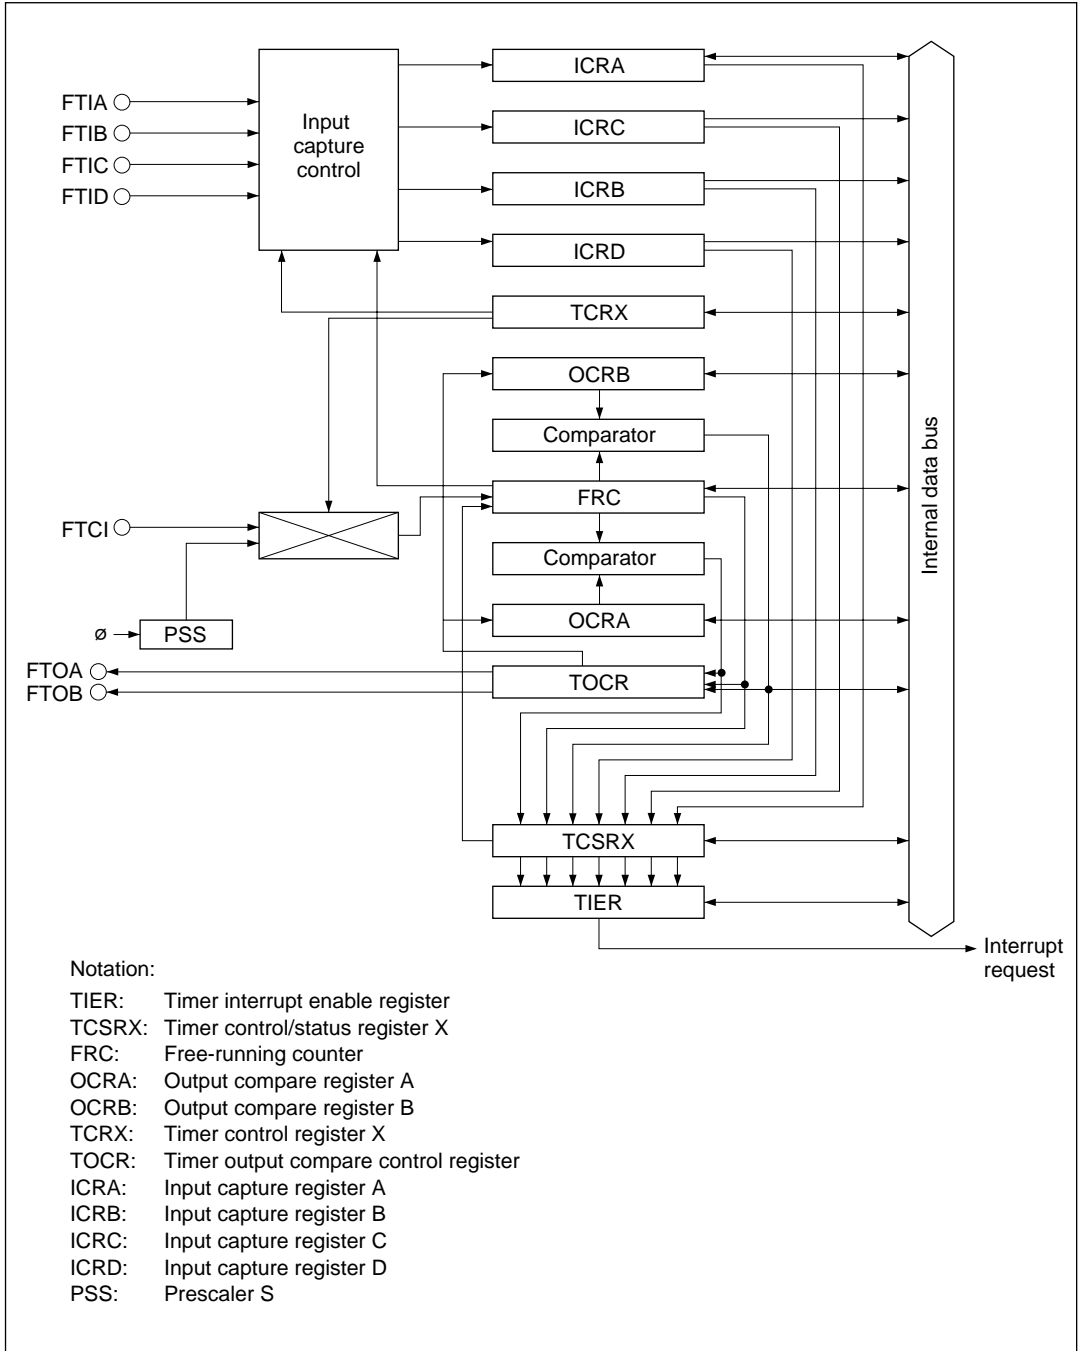 ICRA
FTIA
FTIB
FTIC
FTID
Input
capture
control
ICRC
ICRB
ICRD
TCRX
OCRB
Comparator
FRC
FTCI
Comparator
Internal data bus
OCRA
ø
PSS
FTOA
FTOB
TOCR
TCSRX
TIER
Interrupt
request
Notation:
TIER: Timer interrupt enable register
TCSRX: Timer control/status register X
FRC: Free-running counter
OCRA: Output compare register A
OCRB: Output compare register B
TCRX: Timer control register X
TOCR: Timer output compare control register
ICRA: Input capture register A
ICRB: Input capture register B
ICRC: Input capture register C
ICRD: Input capture register D
PSS: Prescaler S